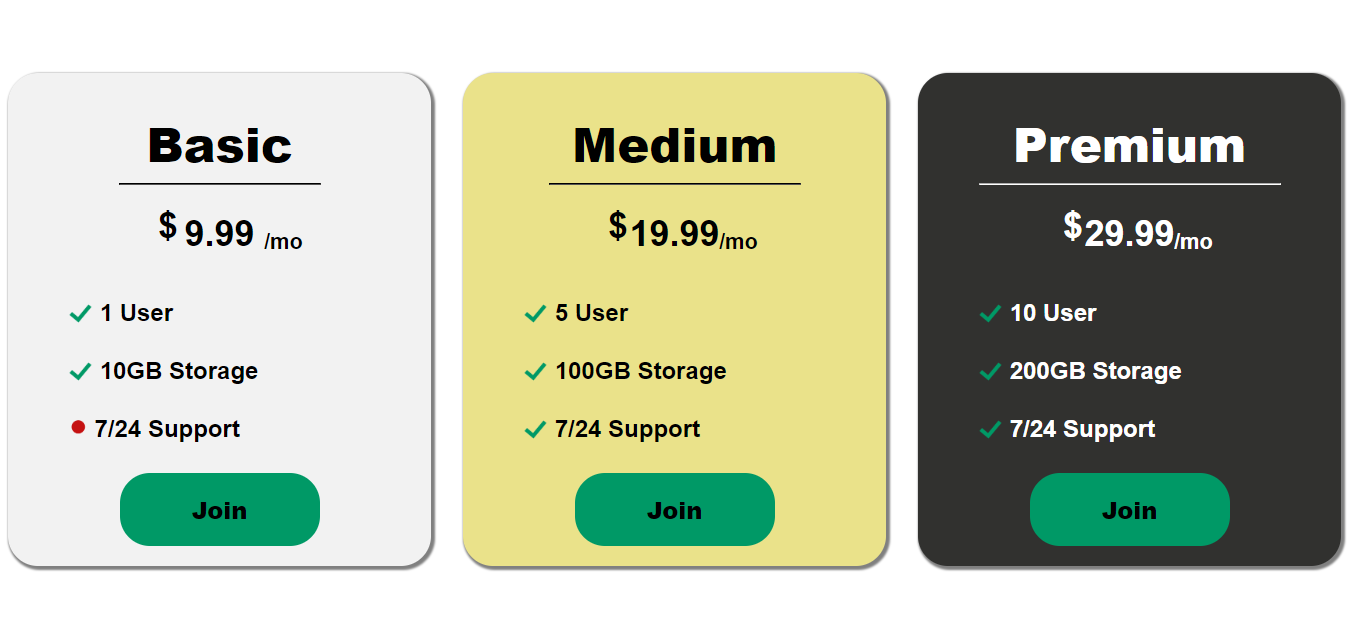 Basic
$ 9.99 /mo
1 User
10GB Storage
7/24 Support
Join
Medium
$19.99/mo
5 User
100GB Storage
7/24 Support
Join
Premium
$29.99/mo
10 User
200GB Storage
7/24 Support
Join